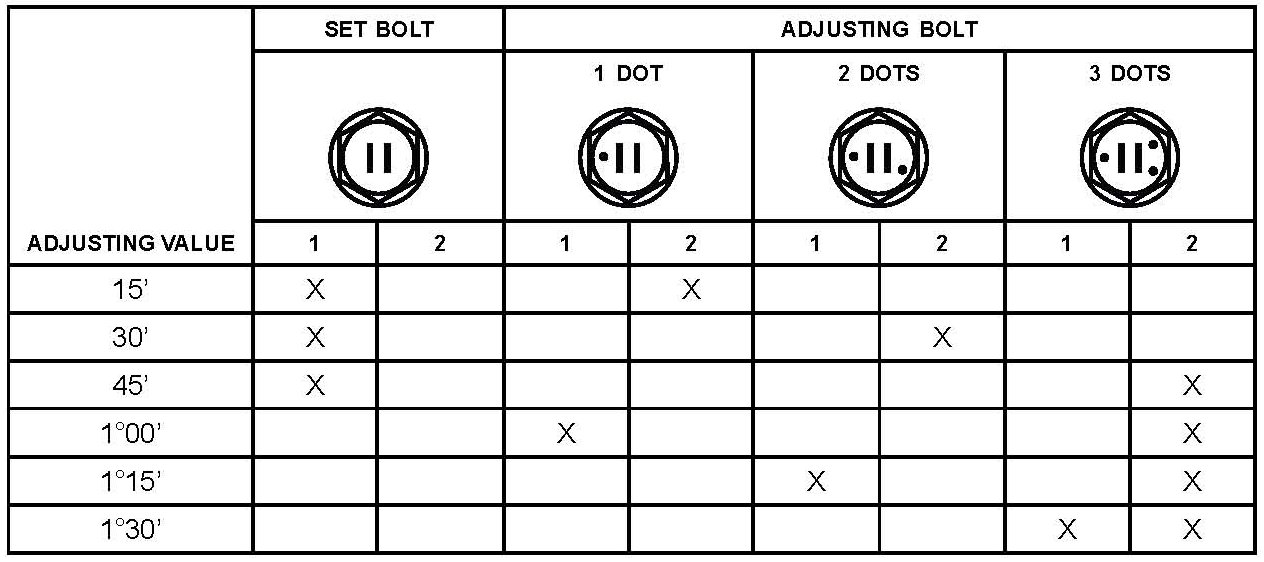 SET BOLT ADJUSTING BOLT
1 DOT 2 DOTS 3 DOTS
ADJUSTING VALUE 1 2 1 2 1 2 1 2
15' X X
30' X X
45' X X
1°00' X X
1°15' X X
1°30' X X